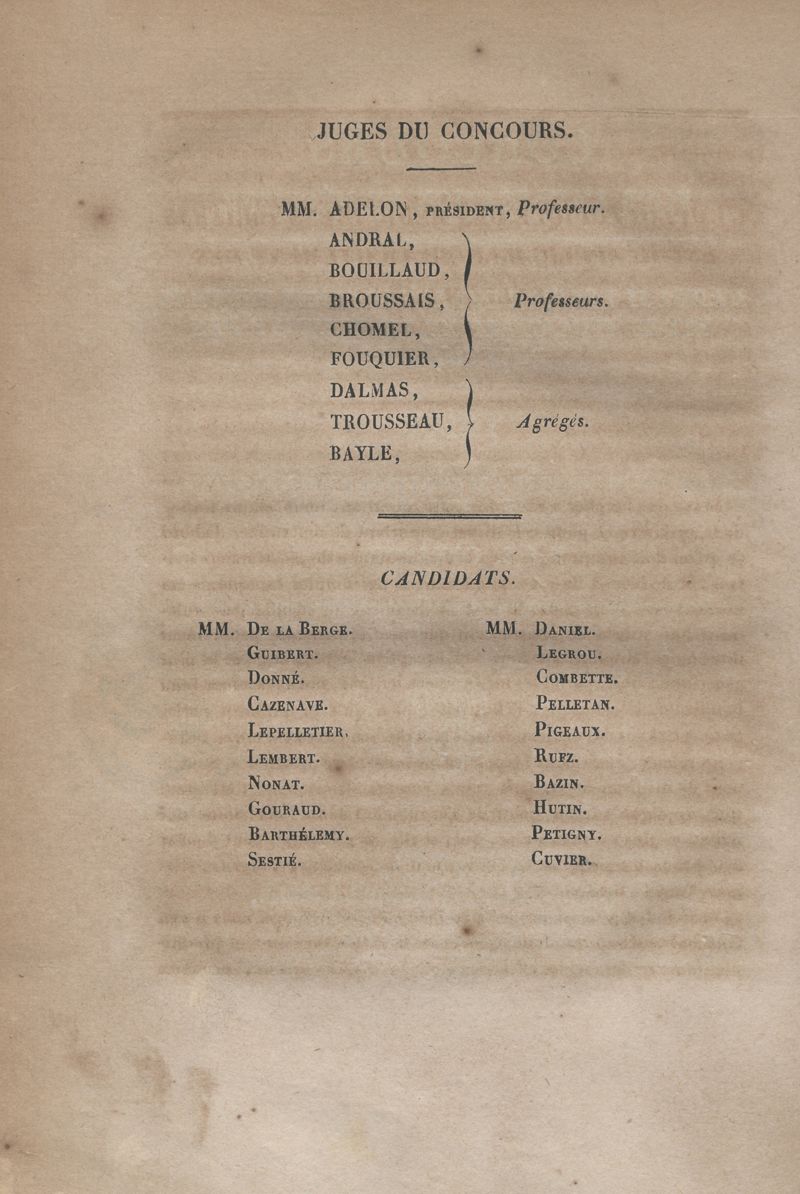 JUGES DU CONCOURS.
MM. ADELON, PRÉSIDENT, Professeur.
ANDRAL,
BOUILLAUD,
BROUSSAIS, Professeurs.
CHOMEL,
FOUQUIER,
DALMAS,
TROUSSEAU, Agrégés.
BAYLE,
CANDIDATS.
MM. DE LA BERGE.
GUIBERT.
DONNÉ.
CAZENAVE.
LEPELLETIER.
LEMBERT.
NONAT.
GOURAUD.
BARTHÉLEMY.
SESTIÉ.
MM. DANIEL.
LEGROU.
COMBETTE.
PELLETAN.
PIGEAUX.
RUFZ.
BAZIN.
HUTIN.
PETIGNY.
CUVIER.